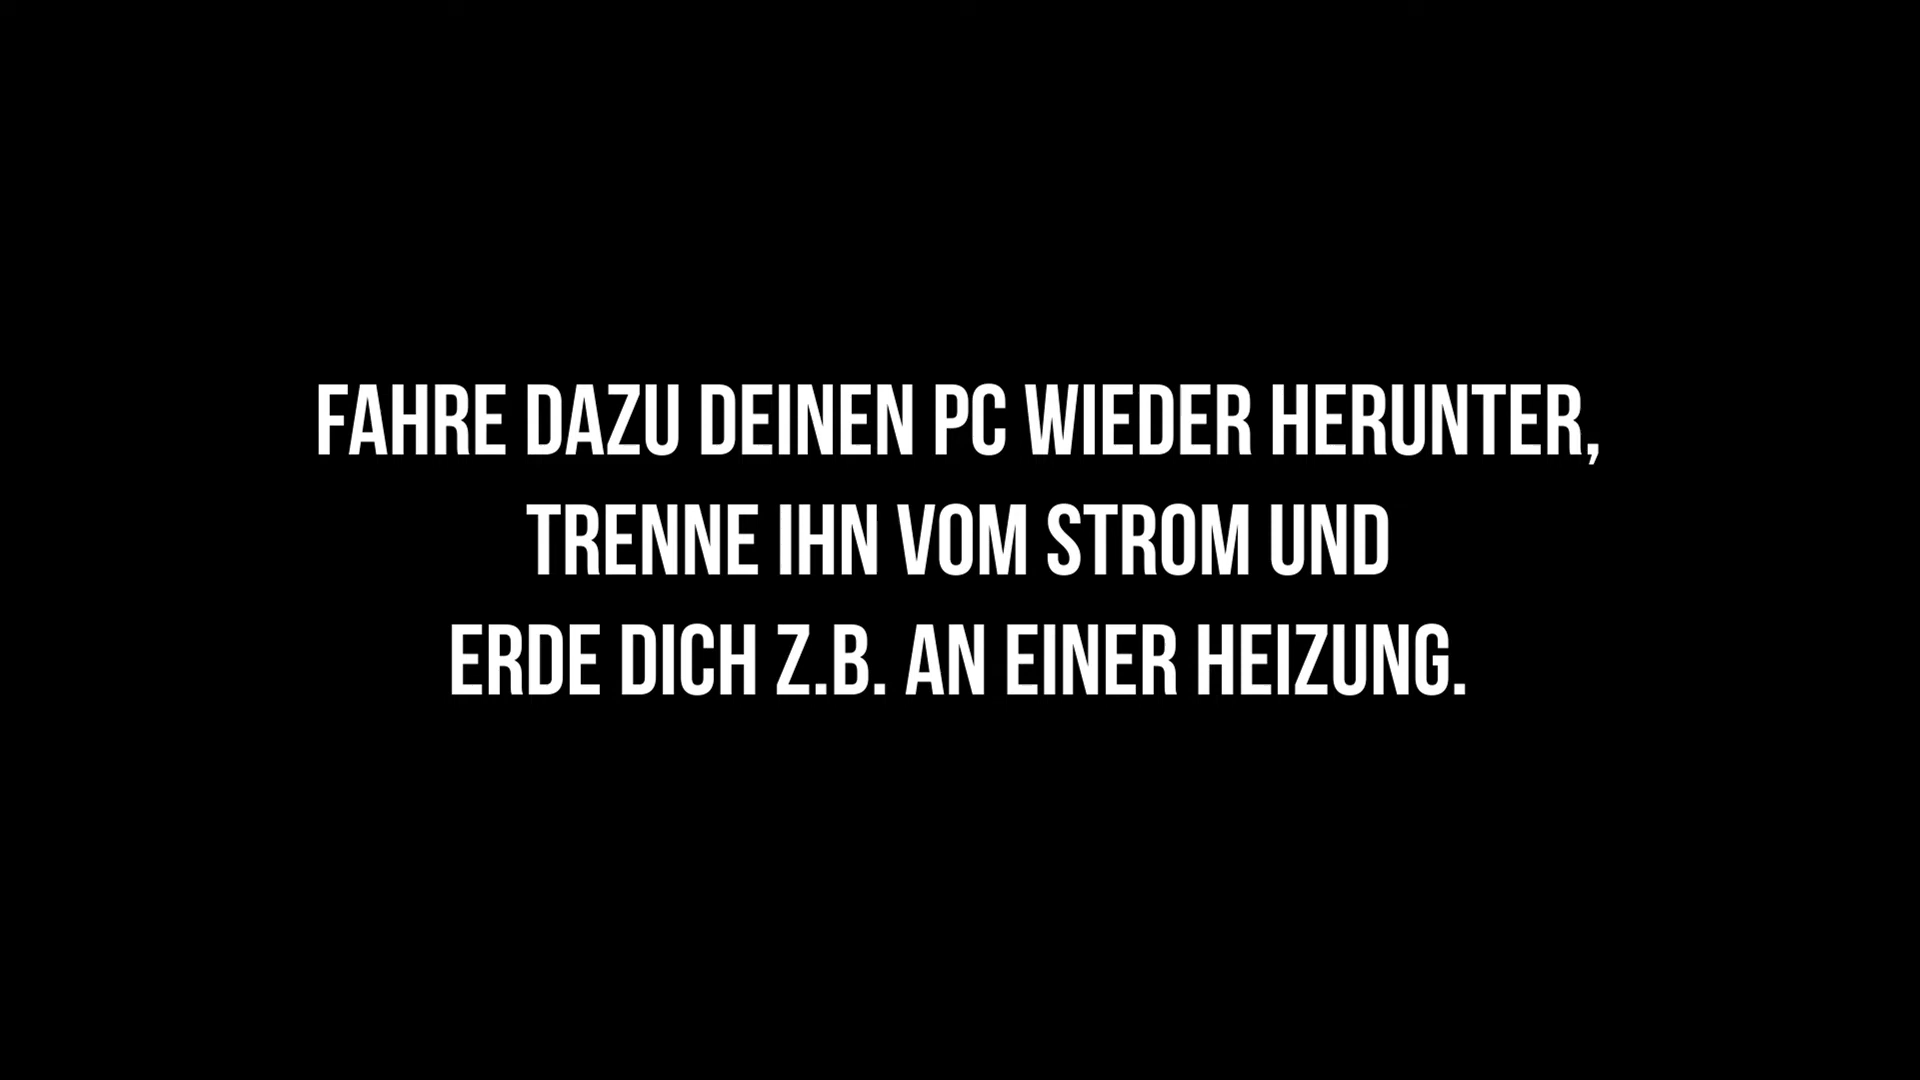 FAHRE DAZU DEINEN PC WIEDER HERUNTER,
TRENNE IHN VOM STROM UND
ERDE DICH Z.B. AN EINER HEIZUNG.